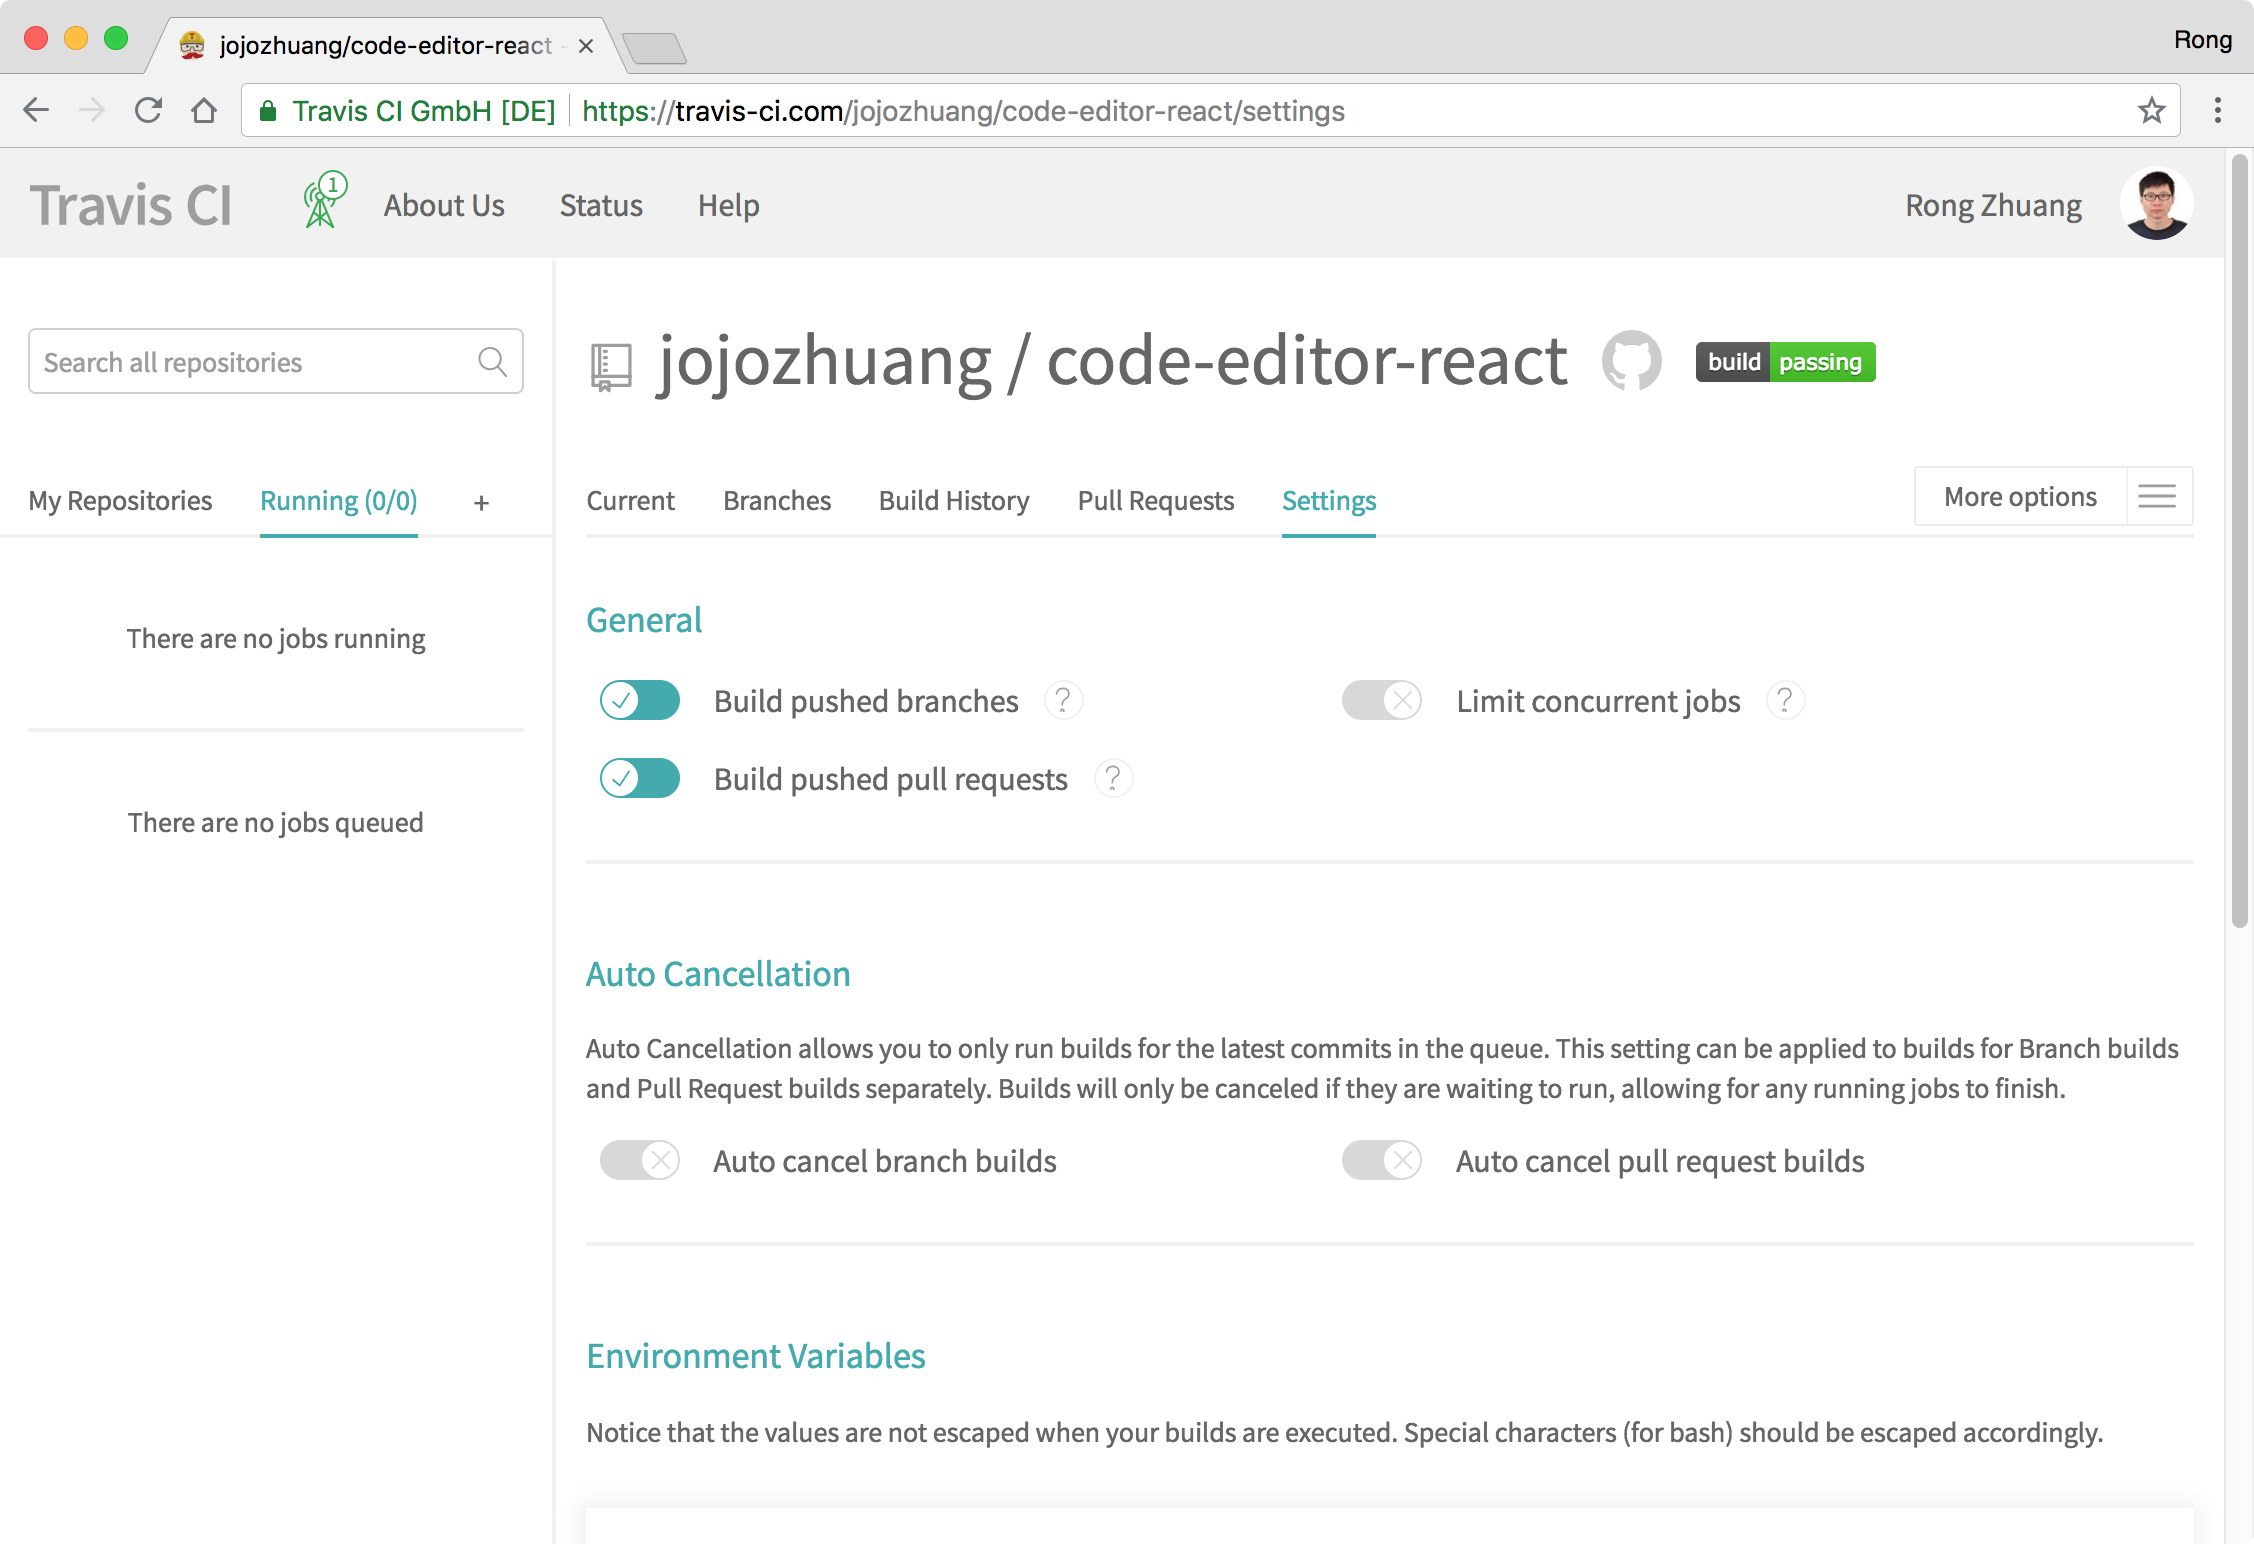 jojozhuang/code-editor-react -
Rong
Travis CI GmbH [DE] https://travis-ci.com/jojozhuang/code-editor-react/settings
Travis CI 1 About Us Status Help Rong Zhuang
Search all repositories
jojozhuang / code-editor-react build passing
My Repositories Running (0/0) +
Current Branches Build History Pull Requests Settings More options
There are no jobs running
There are no jobs queued
General
Build pushed branches ? Limit concurrent jobs ?
Build pushed pull requests ?
Auto Cancellation
Auto Cancellation allows you to only run builds for the latest commits in the queue. This setting can be applied to builds for Branch builds
and Pull Request builds separately. Builds will only be canceled if they are waiting to run, allowing for any running jobs to finish.
Auto cancel branch builds Auto cancel pull request builds
Environment Variables
Notice that the values are not escaped when your builds are executed. Special characters (for bash) should be escaped accordingly.